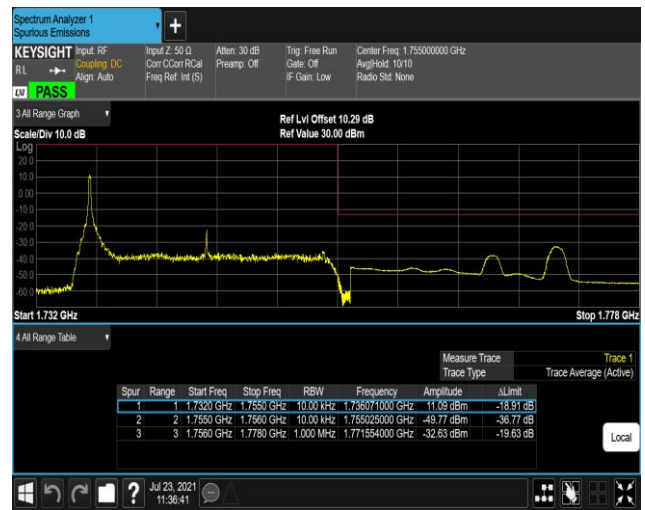 Spectrum Analyzer 1
Spurious Emissions
KEYSIGHT Input: RF Input Z: 50 Ω Atten: 30 dB Trig: Free Run Center Freq: 1.755000000 GHz
Coupling: DC Corr CCorr RCal Preamp: Off Gate: Off Avg|Hold: 10/10
R L Align: Auto Freq Ref: Int (S) IF Gain: Low Radio Std: None
LXI PASS
3 All Range Graph
Ref Lvl Offset 10.29 dB
Scale/Div 10.0 dB Ref Value 30.00 dBm
Log
20.0
10.0
0.00
-10.0
-20.0
-30.0
-40.0
-50.0
-60.0
Start 1.732 GHz Stop 1.778 GHz
4 All Range Table
Measure Trace Trace 1
Trace Type Trace Average (Active)
Spur Range Start Freq Stop Freq RBW Frequency Amplitude ΔLimit
1 1 1.7320 GHz 1.7550 GHz 10.00 kHz 1.736071000 GHz 11.09 dBm -18.91 dB
2 2 1.7550 GHz 1.7560 GHz 10.00 kHz 1.755025000 GHz -49.77 dBm -36.77 dB
3 3 1.7560 GHz 1.7780 GHz 1.000 MHz 1.771554000 GHz -32.63 dBm -19.63 dB
Local
Jul 23, 2021
11:36:41